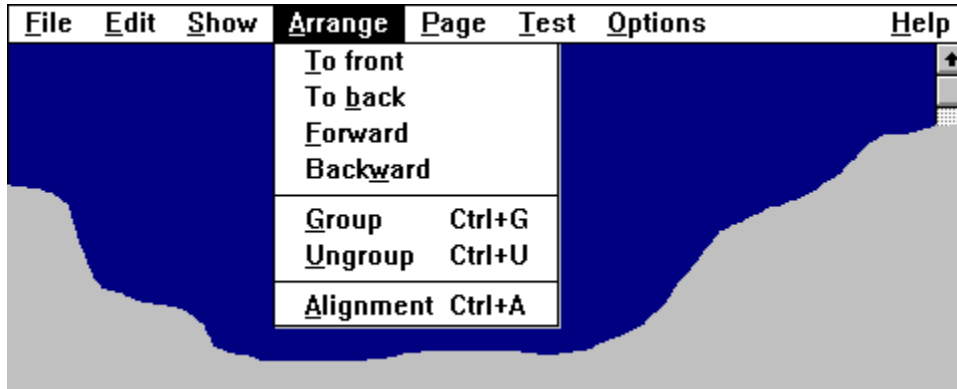 File Edit Show Arrange Page Test Options Help
To front
To back
Forward
Backward
Group Ctrl+G
Ungroup Ctrl+U
Alignment Ctrl+A